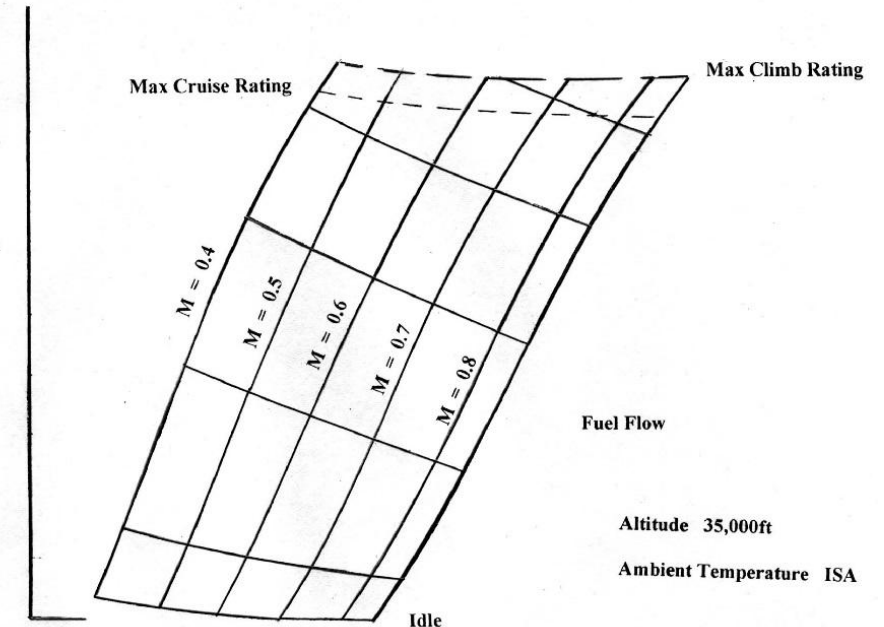 Max Cruise Rating
Max Climb Rating
M = 0.4
M = 0.5
M = 0.6
M = 0.7
M = 0.8
Fuel Flow
Altitude 35,000ft
Ambient Temperature ISA
Idle